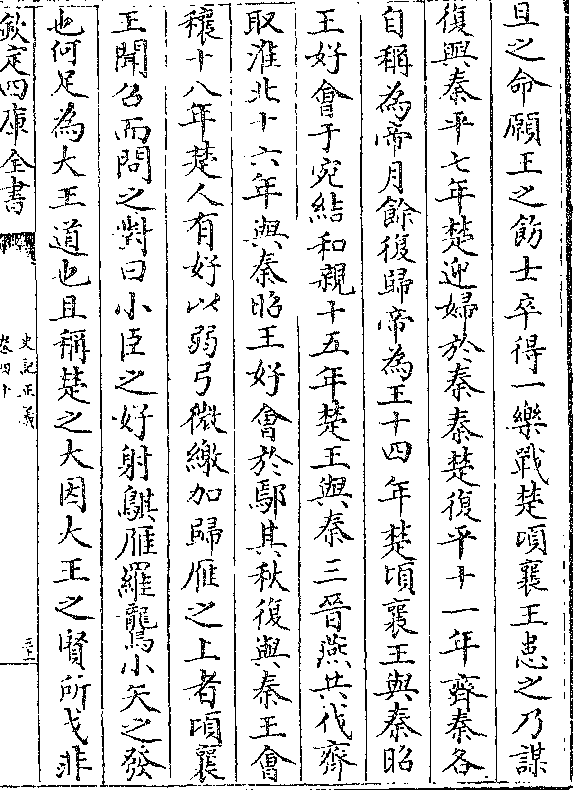 旦之命願王之飭士卒得一樂戰楚頃襄王患之乃謀
復與秦平七年楚迎婦於秦秦楚復平十一年齊秦各
自稱為帝月餘復歸帝為王十四年楚頃襄王與秦昭
王好會于宛結和親十五年楚王與秦三晉燕共伐齊
取淮北十六年與秦昭王好會於鄢其秋復與秦王會
穰十八年楚人有好以弱弓微繳加歸雁之上者頃襄
王聞召而問之對曰小臣之好射鶀雁羅鸗小矢之發
也何足為大王道也且稱楚之大因大王之賢所弋非
欽定四庫全書
史記正義
卷四十